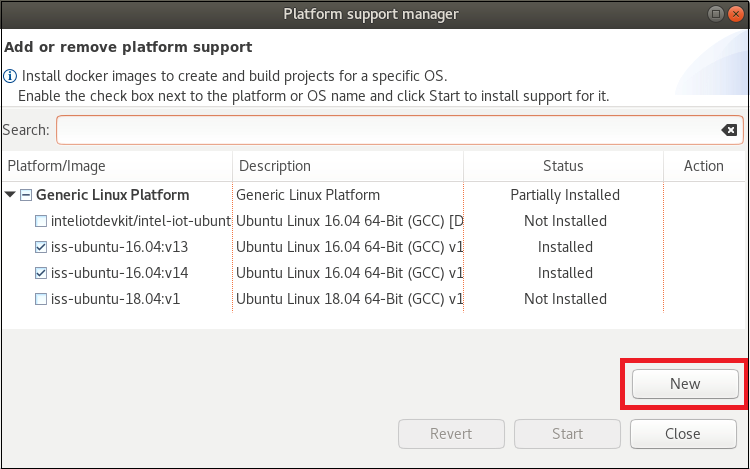 Platform support manager
Add or remove platform support
Install docker images to create and build projects for a specific OS.
Enable the check box next to the platform or OS name and click Start to install support for it.
Search:
Platform/Image Description Status Action
Generic Linux Platform Generic Linux Platform Partially Installed
inteliotdevkit/intel-iot-ubunt Ubuntu Linux 16.04 64-Bit (GCC) [D Not Installed
iss-ubuntu-16.04:v13 Ubuntu Linux 16.04 64-Bit (GCC) v1 Installed
iss-ubuntu-16.04:v14 Ubuntu Linux 16.04 64-Bit (GCC) v1 Installed
iss-ubuntu-18.04:v1 Ubuntu Linux 18.04 64-Bit (GCC) v1 Not Installed
New
Revert Start Close